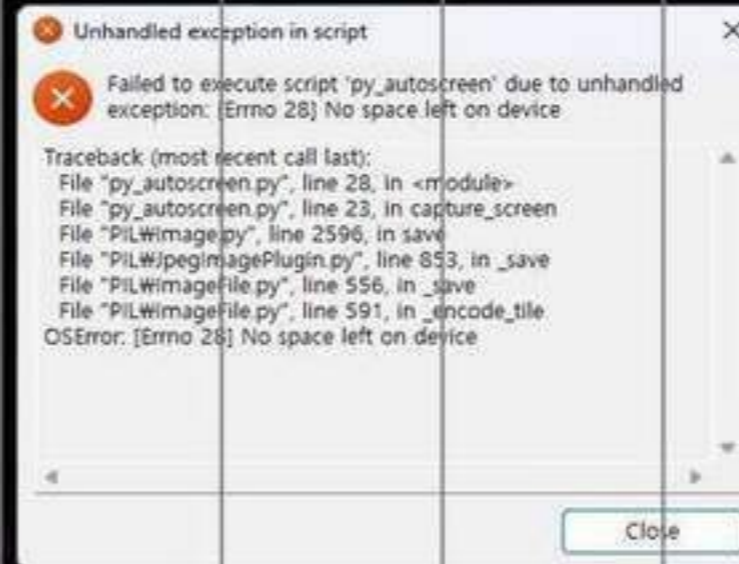 Unhandled exception in script
Failed to execute script 'py_autoscreen' due to unhandled
exception: [Errno 28] No space left on device
Traceback (most recent call last):
File "py_autoscreen.py", line 28, in <module>
File "py_autoscreen.py", line 23, in capture_screen
File "PIL₩Image.py", line 2596, in save
File "PIL₩JpegImagePlugin.py", line 853, in _save
File "PIL₩ImageFile.py", line 556, in _save
File "PIL₩ImageFile.py", line 591, in _encode_tile
OSError: [Errno 28] No space left on device
Close